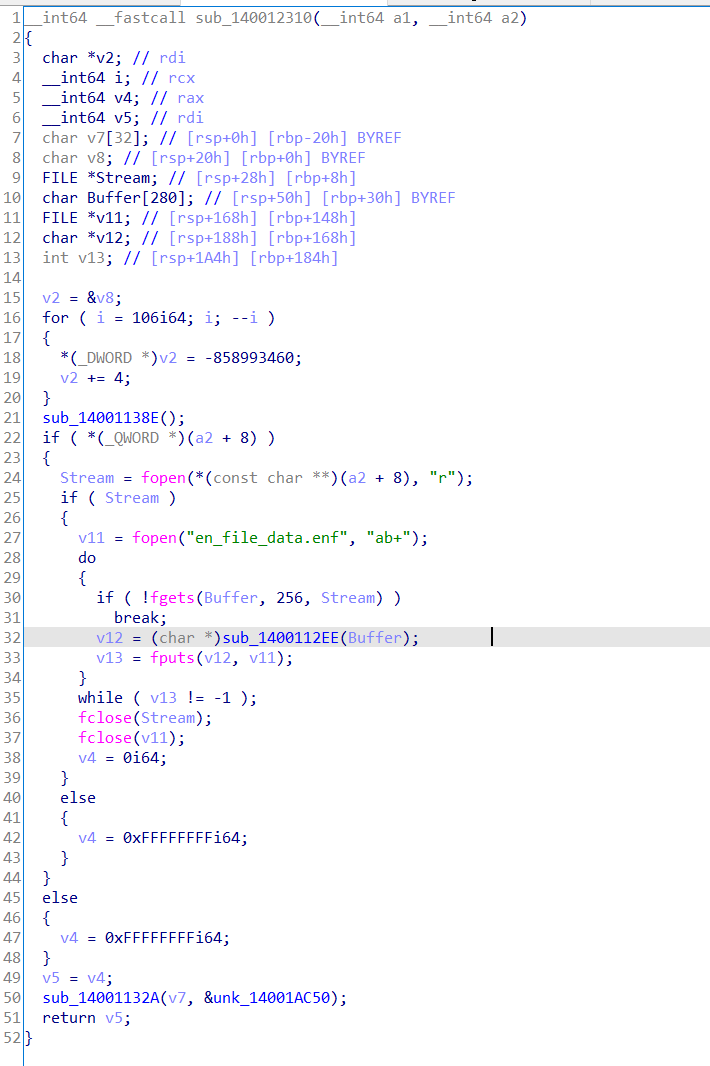 1 __int64 __fastcall sub_140012310(__int64 a1, __int64 a2)
2 {
3 char *v2; // rdi
4 __int64 i; // rcx
5 __int64 v4; // rax
6 __int64 v5; // rdi
7 char v7[32]; // [rsp+0h] [rbp-20h] BYREF
8 char v8; // [rsp+20h] [rbp+0h] BYREF
9 FILE *Stream; // [rsp+28h] [rbp+8h]
10 char Buffer[280]; // [rsp+50h] [rbp+30h] BYREF
11 FILE *v11; // [rsp+168h] [rbp+148h]
12 char *v12; // [rsp+188h] [rbp+168h]
13 int v13; // [rsp+1A4h] [rbp+184h]
14
15 v2 = &v8;
16 for ( i = 106i64; i; --i )
17 {
18 *(_DWORD *)v2 = -858993460;
19 v2 += 4;
20 }
21 sub_14001138E();
22 if ( *(_QWORD *)(a2 + 8) )
23 {
24 Stream = fopen(*(const char **)(a2 + 8), "r");
25 if ( Stream )
26 {
27 v11 = fopen("en_file_data.enf", "ab+");
28 do
29 {
30 if ( !fgets(Buffer, 256, Stream) )
31 break;
32 v12 = (char *)sub_1400112EE(Buffer);
33 v13 = fputs(v12, v11);
34 }
35 while ( v13 != -1 );
36 fclose(Stream);
37 fclose(v11);
38 v4 = 0i64;
39 }
40 else
41 {
42 v4 = 0xFFFFFFFFi64;
43 }
44 }
45 else
46 {
47 v4 = 0xFFFFFFFFi64;
48 }
49 v5 = v4;
50 sub_14001132A(v7, &unk_14001AC50);
51 return v5;
52 }